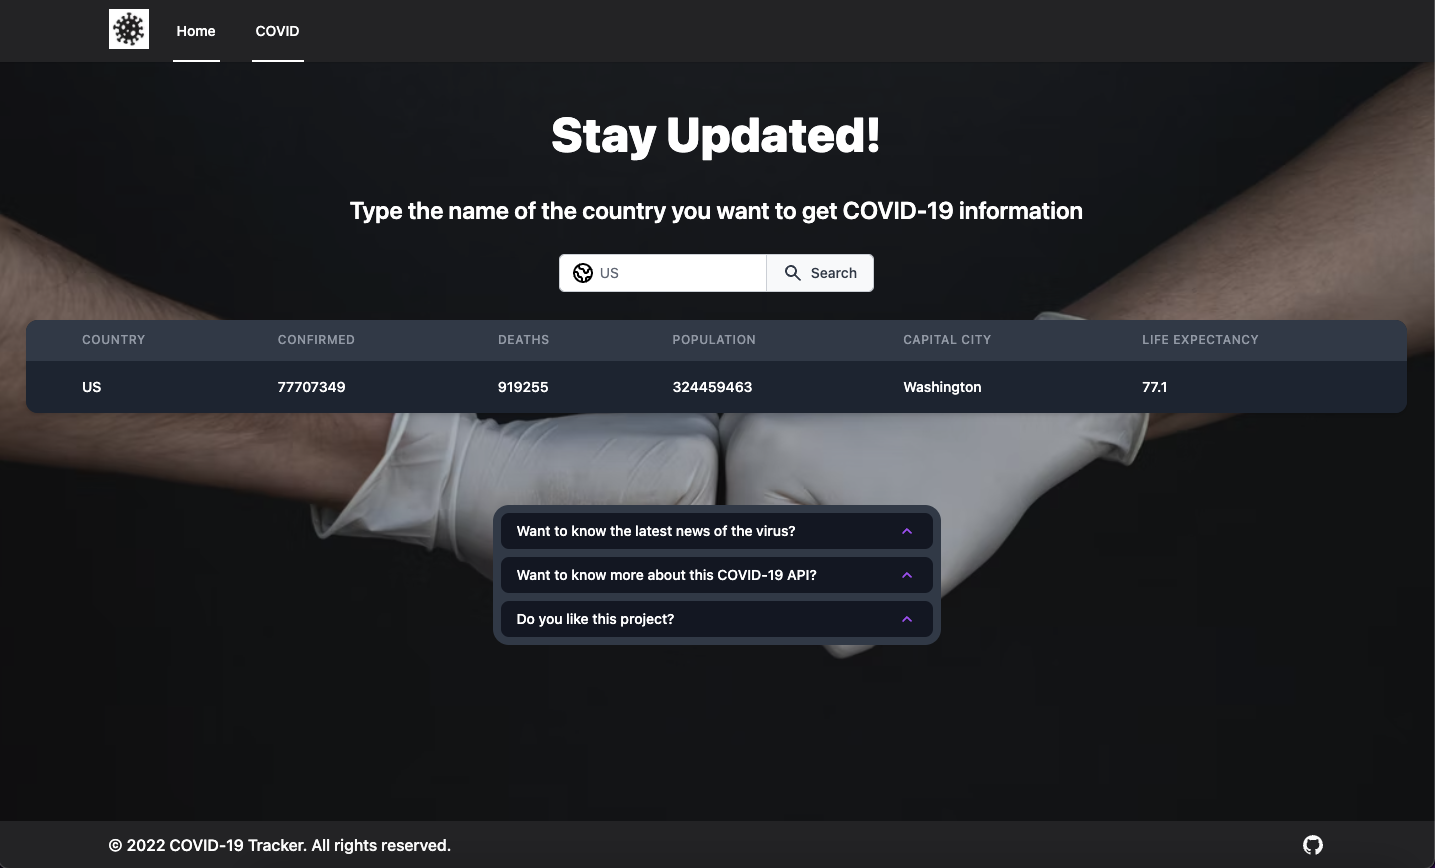 Home COVID
Stay Updated!
Type the name of the country you want to get COVID-19 information
US Search
COUNTRY CONFIRMED DEATHS POPULATION CAPITAL CITY LIFE EXPECTANCY
US 77707349 919255 324459463 Washington 77.1
Want to know the latest news of the virus?
Want to know more about this COVID-19 API?
Do you like this project?
© 2022 COVID-19 Tracker. All rights reserved.